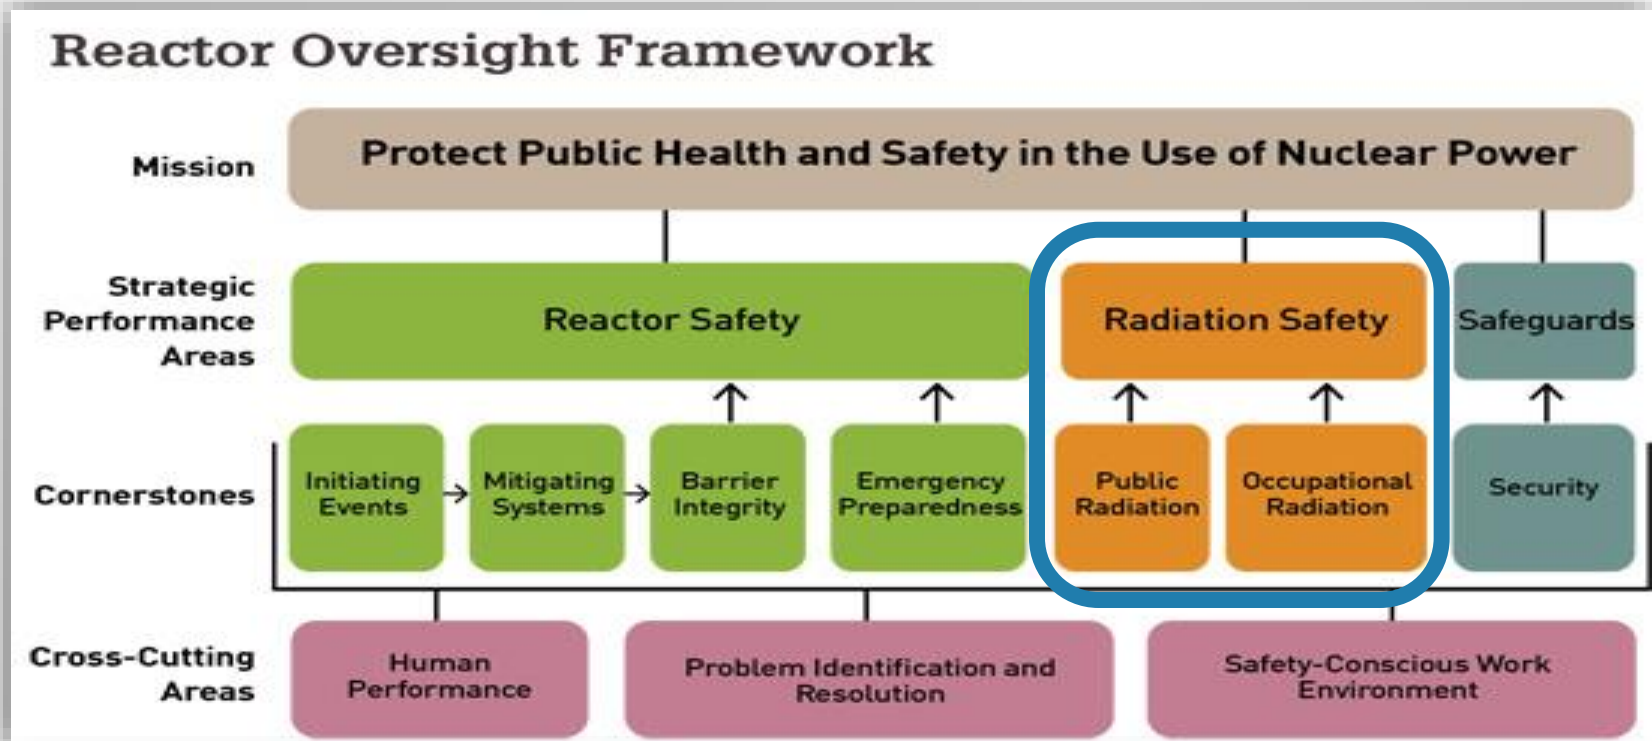 Reactor Oversight Framework
Mission
Protect Public Health and Safety in the Use of Nuclear Power
Strategic
Performance
Areas
Reactor Safety
Radiation Safety
Safeguards
Cornerstones
Initiating
Events
Mitigating
Systems
Barrier
Integrity
Emergency
Preparedness
Public
Radiation
Occupational
Radiation
Security
Cross-Cutting
Areas
Human
Performance
Problem Identification and
Resolution
Safety-Conscious Work
Environment